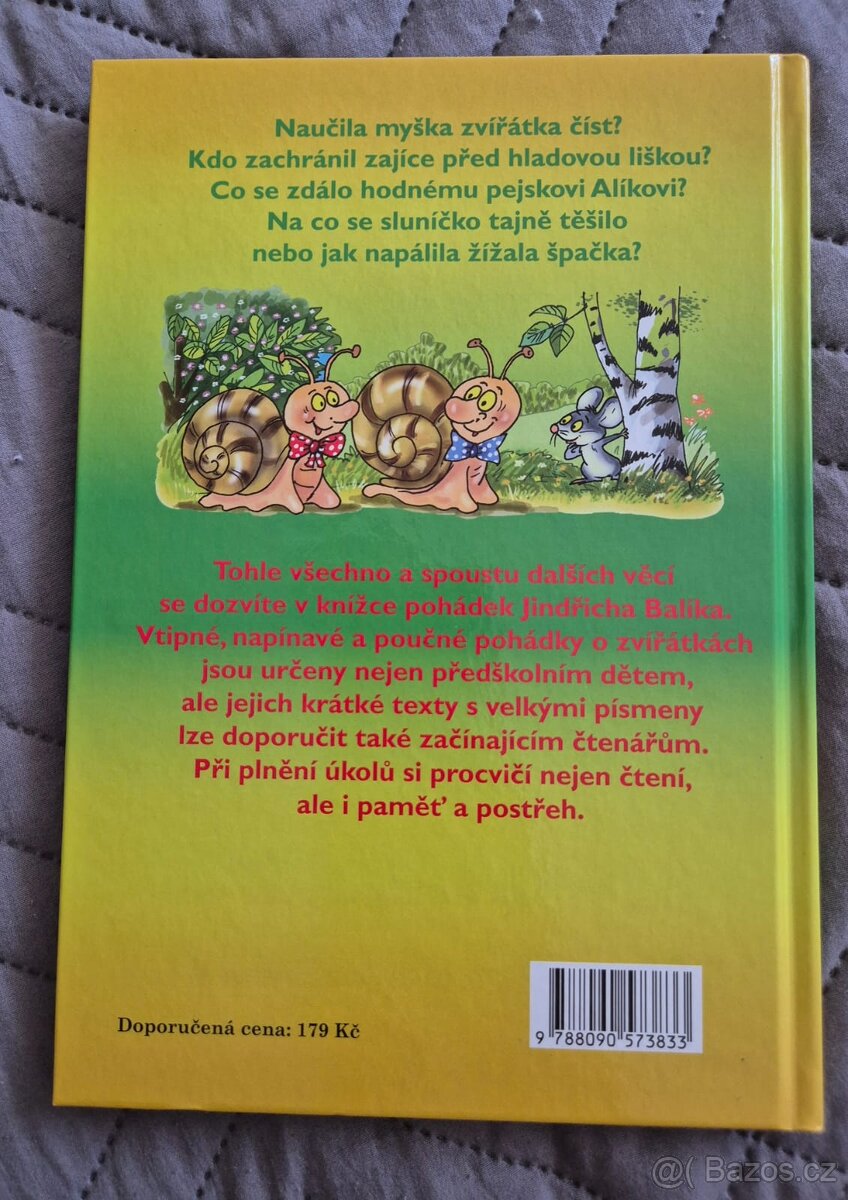 Naučila myška zvířátka číst?
Kdo zachránil zajíce před hladovou liškou?
Co se zdálo hodnému pejskovi Alíkovi?
Na co se sluníčko tajně těšilo
nebo jak napálila žížala špačka?
Tohle všechno a spoustu dalších věcí
se dozvíte v knížce pohádek Jindřicha Balíka.
Vtipné, napínavé a poučné pohádky o zvířátkách
jsou určeny nejen předškolním dětem,
ale jejich krátké texty s velkými písmeny
lze doporučit také začínajícím čtenářům.
Při plnění úkolů si procvičí nejen čtení,
ale i paměť a postřeh.
Doporučená cena: 179 Kč
9 788090 573833
@( Bazos.cz